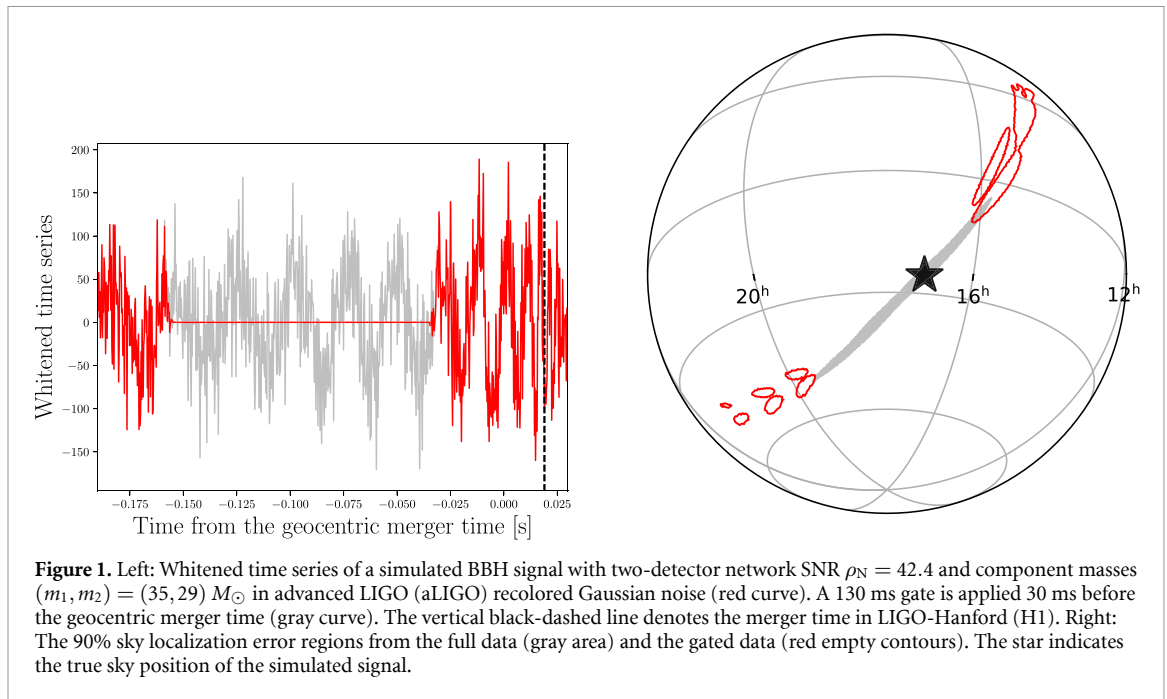 200
150
100
50
0
−50
−100
−150
Whitened time series
−0.175 −0.150 −0.125 −0.100 −0.075 −0.050 −0.025 0.000 0.025
Time from the geocentric merger time [s]
20h 16h 12h
Figure 1. Left: Whitened time series of a simulated BBH signal with two-detector network SNR ρN = 42.4 and component masses
(m1, m2) = (35, 29) M⊙ in advanced LIGO (aLIGO) recolored Gaussian noise (red curve). A 130 ms gate is applied 30 ms before
the geocentric merger time (gray curve). The vertical black-dashed line denotes the merger time in LIGO-Hanford (H1). Right:
The 90% sky localization error regions from the full data (gray area) and the gated data (red empty contours). The star indicates
the true sky position of the simulated signal.